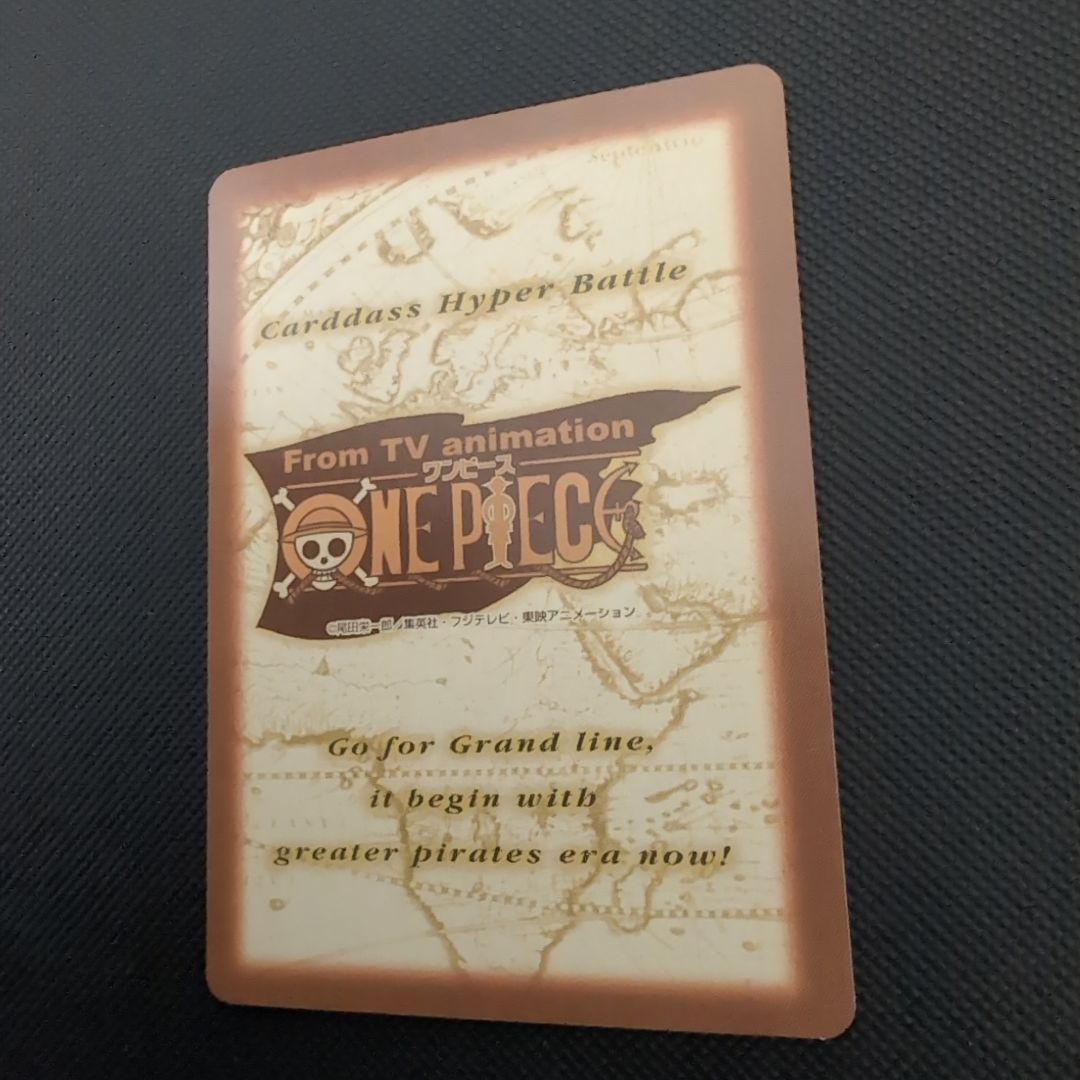 Septentrio
Carddass Hyper Battle
From TV animation
ワンピース
ONE PIECE
©尾田栄一郎/集英社・フジテレビ・東映アニメーション
Go for Grand line,
it begin with
greater pirates era now!